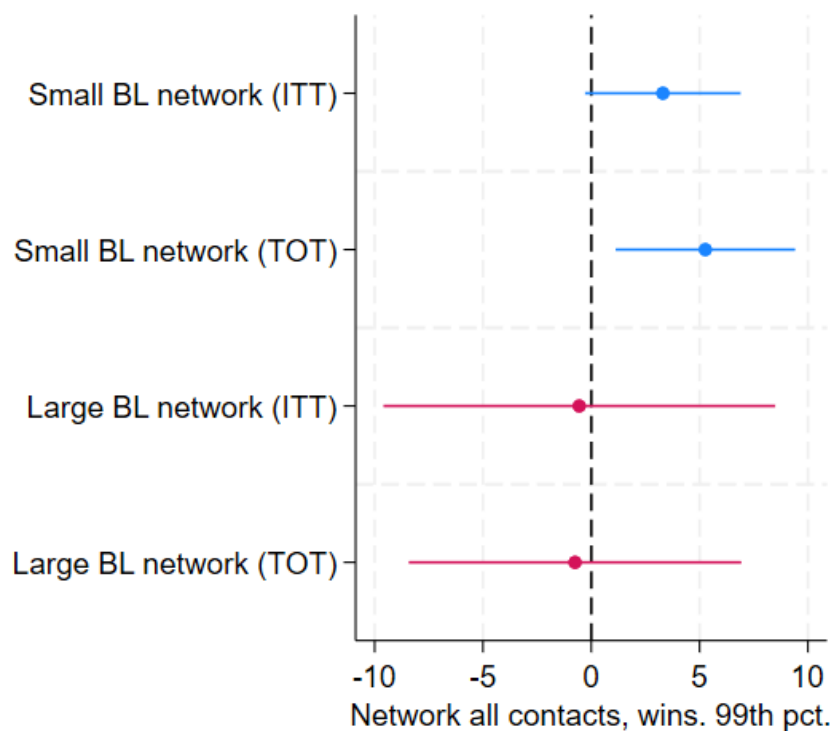 Small BL network (ITT)
Small BL network (TOT)
Large BL network (ITT)
Large BL network (TOT)
-10 -5 0 5 10
Network all contacts, wins. 99th pct.